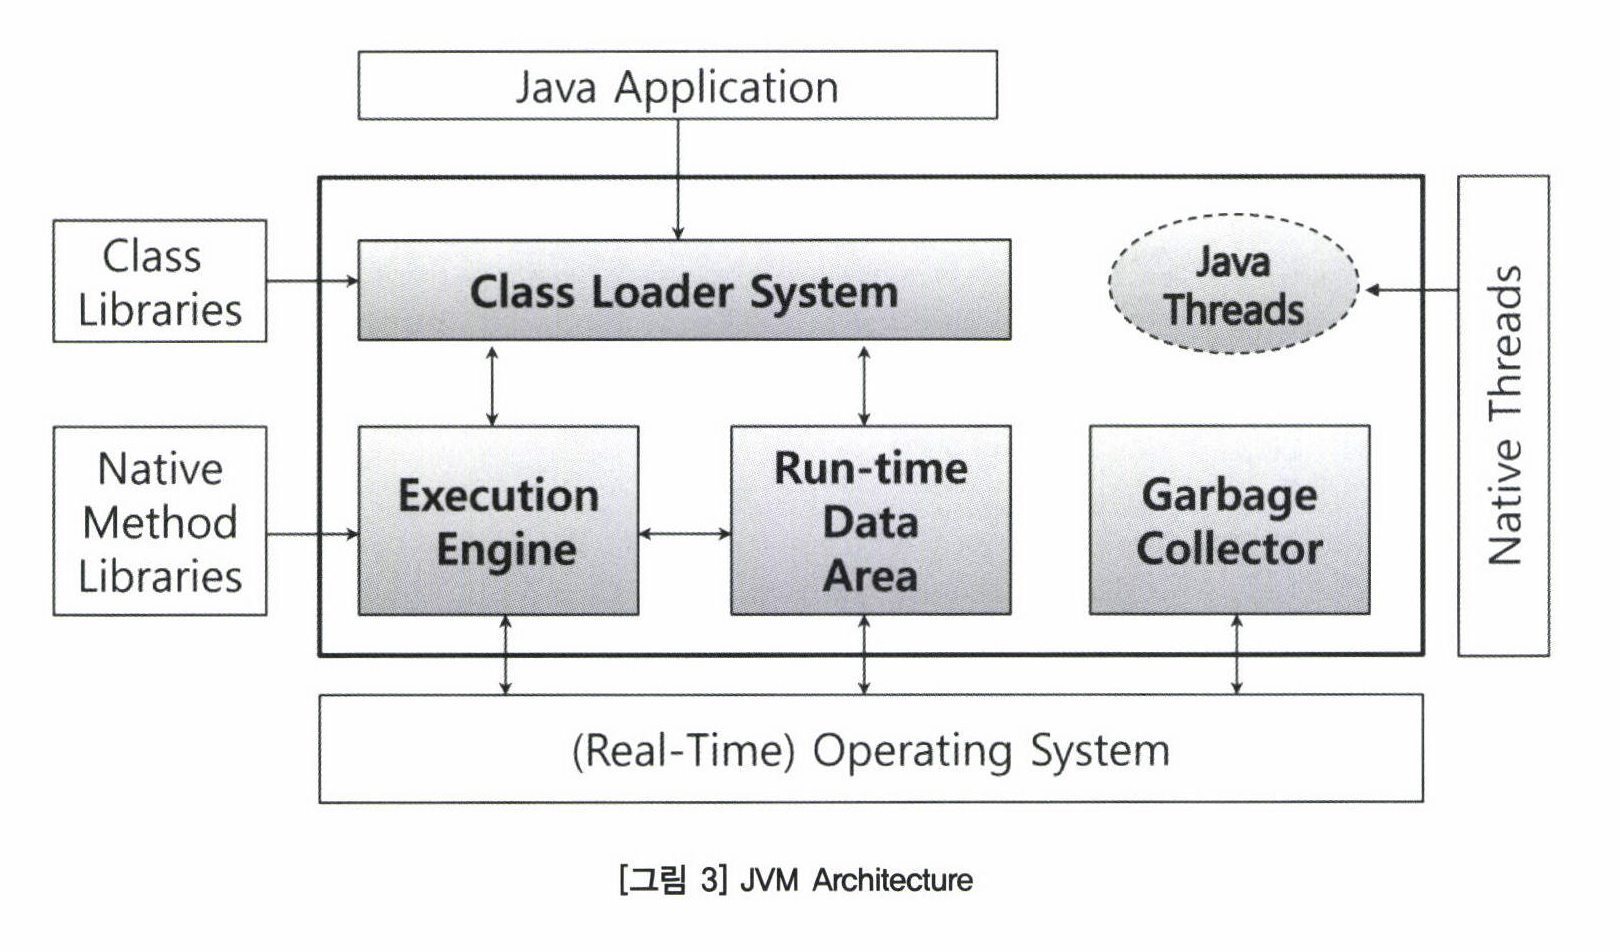 Java Application
Class
Libraries
Class Loader System
Java
Threads
Native Threads
Native
Method
Libraries
Execution
Engine
Run-time
Data
Area
Garbage
Collector
(Real-Time) Operating System
[그림 3] JVM Architecture